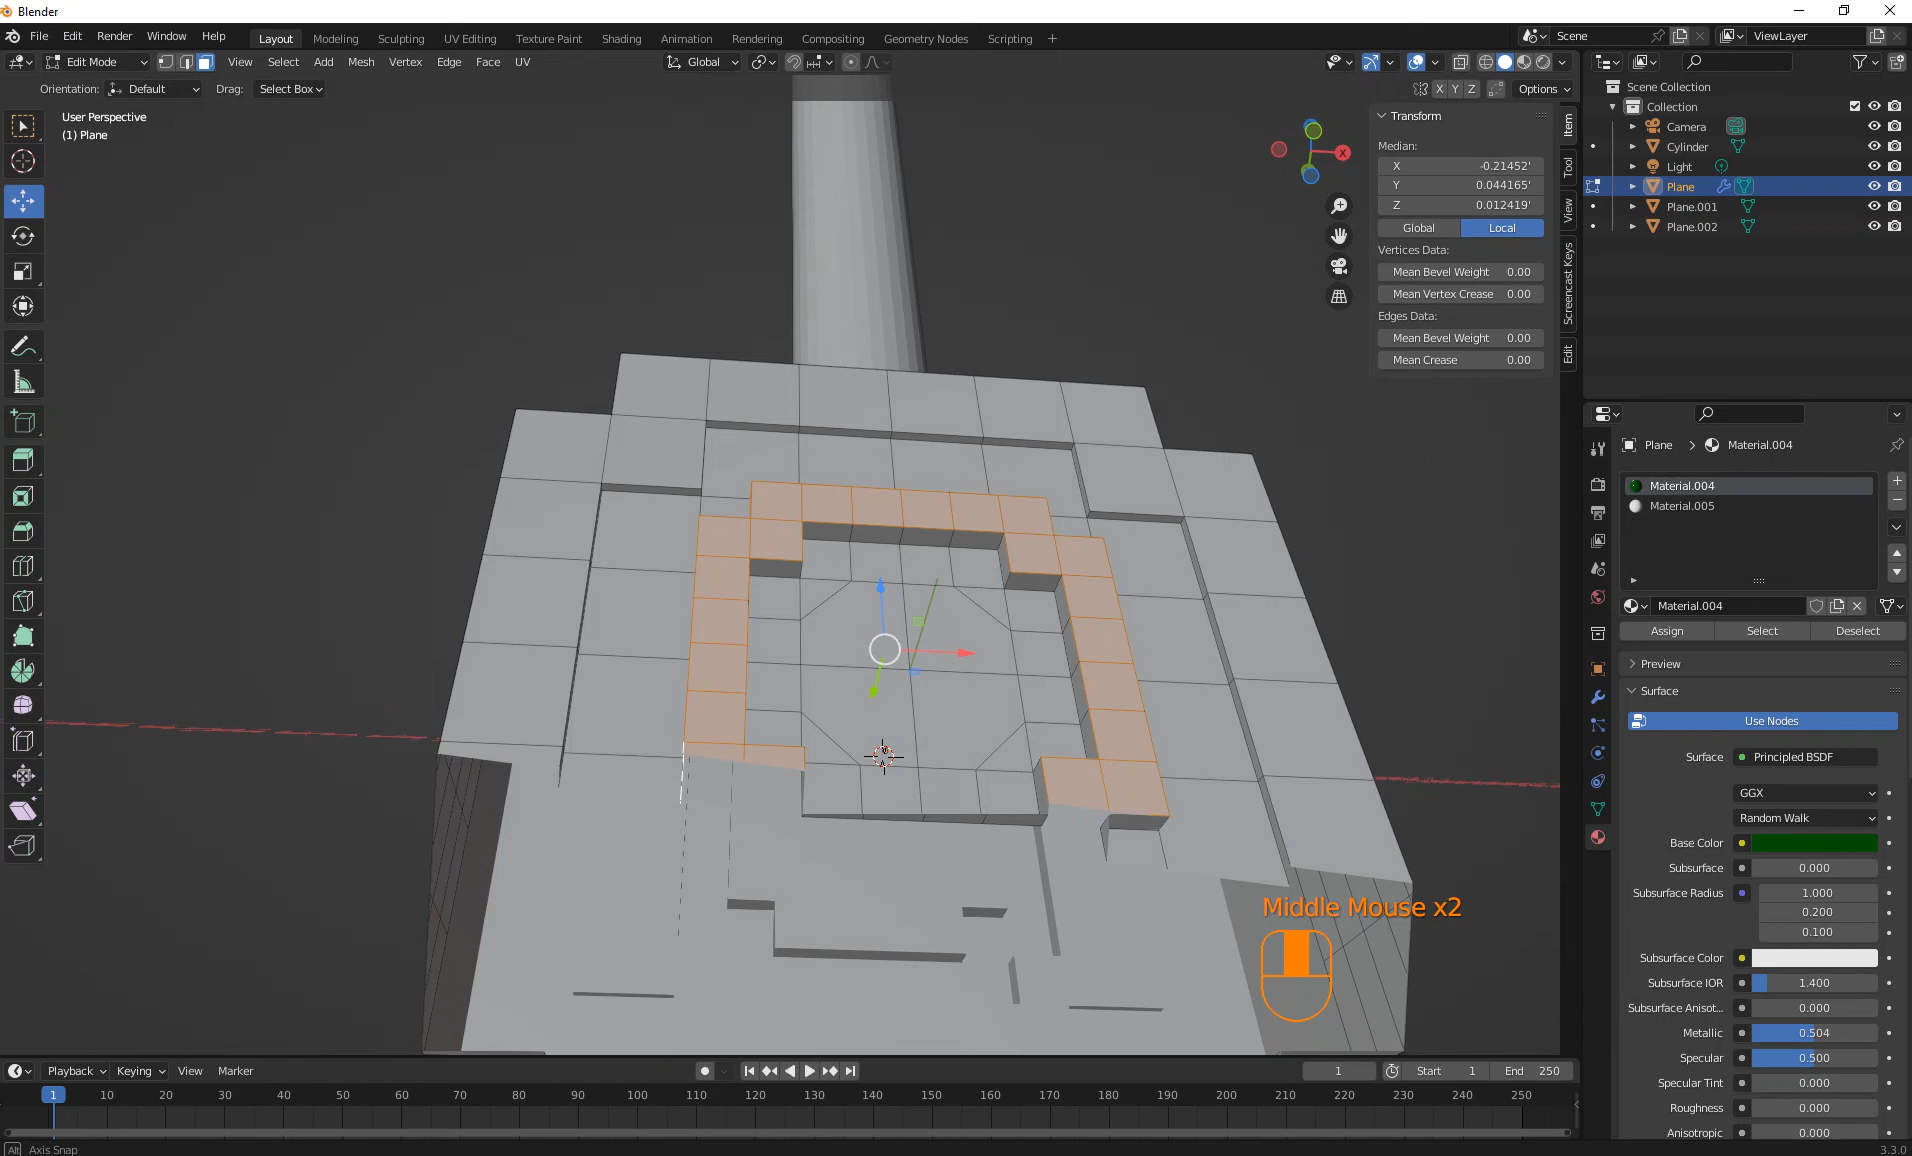 Blender
File Edit Render Window Help Layout Modeling Sculpting UV Editing Texture Paint Shading Animation Rendering Compositing Geometry Nodes Scripting + Scene ViewLayer
Edit Mode View Select Add Mesh Vertex Edge Face UV Global
Orientation: Default Drag: Select Box X Y Z Options
User Perspective
(1) Plane
Transform
Median:
X -0.21452'
Y 0.044165'
Z 0.012419'
Global Local
Vertices Data:
Mean Bevel Weight 0.00
Mean Vertex Crease 0.00
Edges Data:
Mean Bevel Weight 0.00
Mean Crease 0.00
Item
Tool
View
Screencast Keys
Edit
X
Scene Collection
Collection
Camera
Cylinder
Light
Plane
Plane.001
Plane.002
Plane > Material.004
Material.004
Material.005
Material.004
Assign Select Deselect
Preview
Surface
Use Nodes
Surface Principled BSDF
GGX
Random Walk
Base Color
Subsurface 0.000
Subsurface Radius 1.000
0.200
0.100
Subsurface Color
Subsurface IOR 1.400
Subsurface Anisot... 0.000
Metallic 0.504
Specular 0.500
Specular Tint 0.000
Roughness 0.000
Anisotropic 0.000
Middle Mouse x2
Playback Keying View Marker 1 Start 1 End 250
1 10 20 30 40 50 60 70 80 90 100 110 120 130 140 150 160 170 180 190 200 210 220 230 240 250
Alt Axis Snap 3.3.0